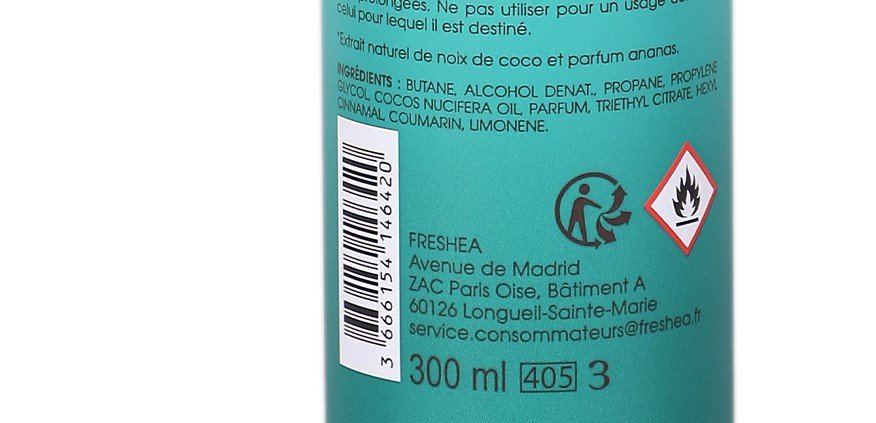 prolongées. Ne pas utiliser pour un usage
celui pour lequel il est destiné.
*Extrait naturel de noix de coco et parfum ananas.
INGRÉDIENTS : BUTANE, ALCOHOL DENAT., PROPANE, PROPYLENE
GLYCOL, COCOS NUCIFERA OIL, PARFUM, TRIETHYL CITRATE, HEXYL
CINNAMAL, COUMARIN, LIMONENE.
3 666154 146420
FRESHEA
Avenue de Madrid
ZAC Paris Oise, Bâtiment A
60126 Longueil-Sainte-Marie
service.consommateurs@freshea.fr
300 ml 405 3